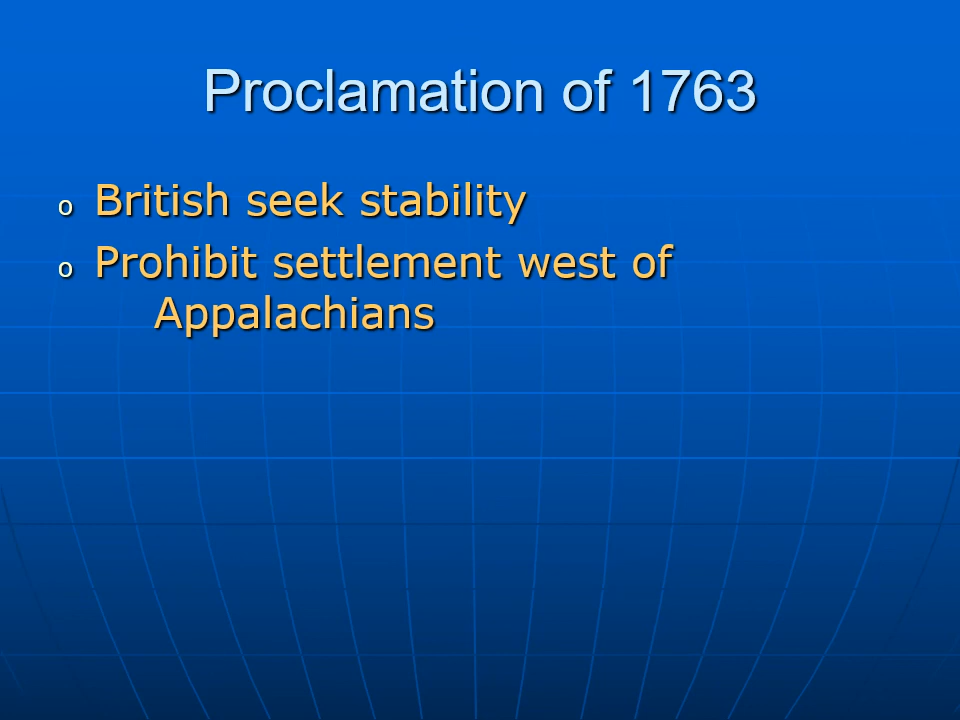 Proclamation of 1763
o British seek stability
o Prohibit settlement west of
Appalachians